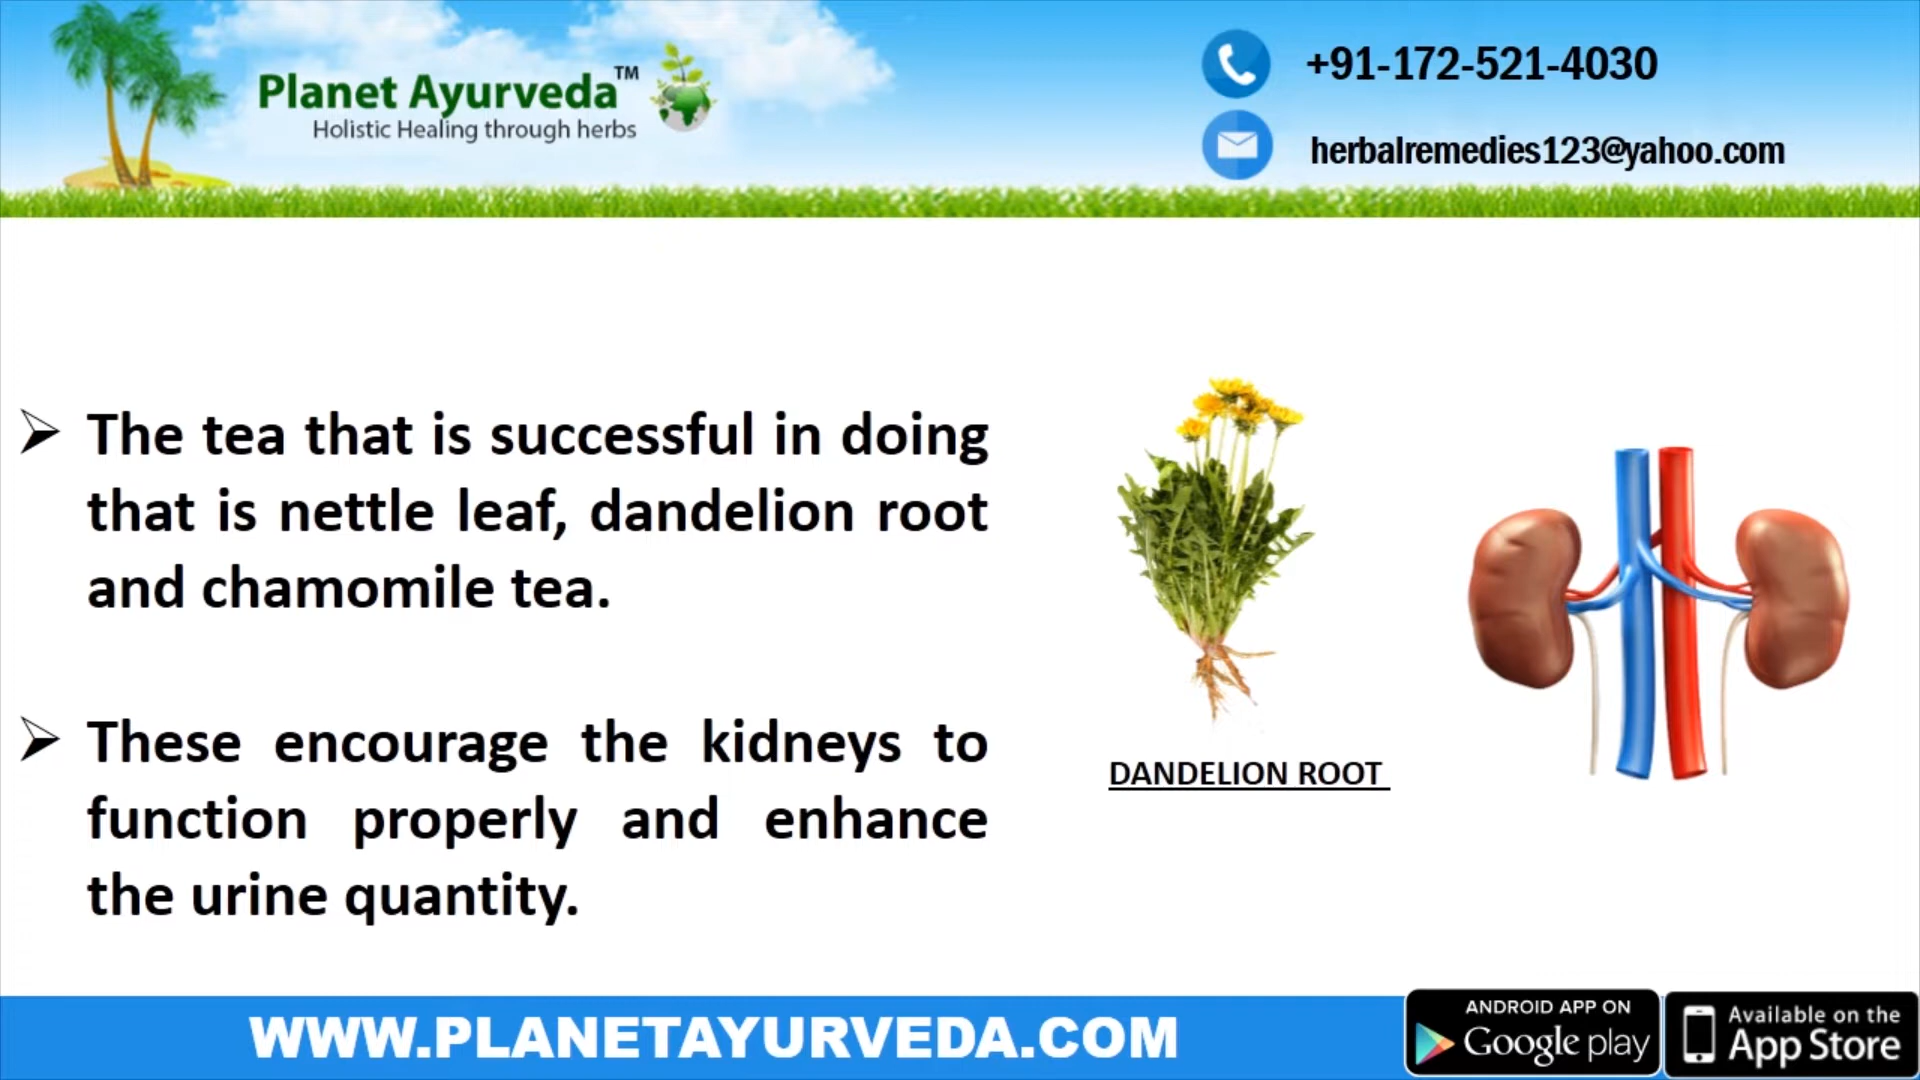 Planet Ayurveda™
Holistic Healing through herbs
+91-172-521-4030
herbalremedies123@yahoo.com
➢ The tea that is successful in doing
that is nettle leaf, dandelion root
and chamomile tea.
➢ These encourage the kidneys to
function properly and enhance
the urine quantity.
DANDELION ROOT
WWW.PLANETAYURVEDA.COM
ANDROID APP ON
Google play
Available on the
App Store